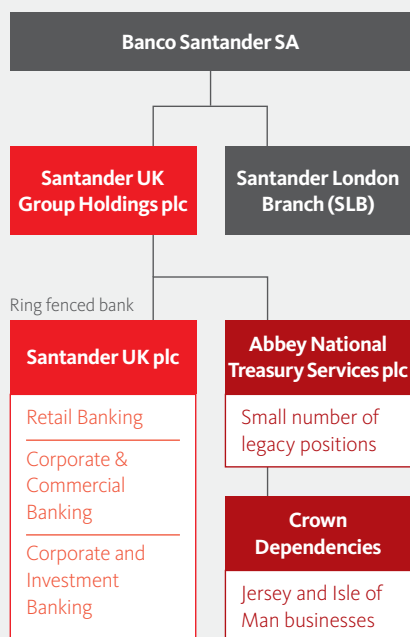 Banco Santander SA
Santander UK
Group Holdings plc
Santander London
Branch (SLB)
Ring fenced bank
Santander UK plc
Retail Banking
Corporate &
Commercial
Banking
Corporate and
Investment
Banking
Abbey National
Treasury Services plc
Small number of
legacy positions
Crown
Dependencies
Jersey and Isle of
Man businesses